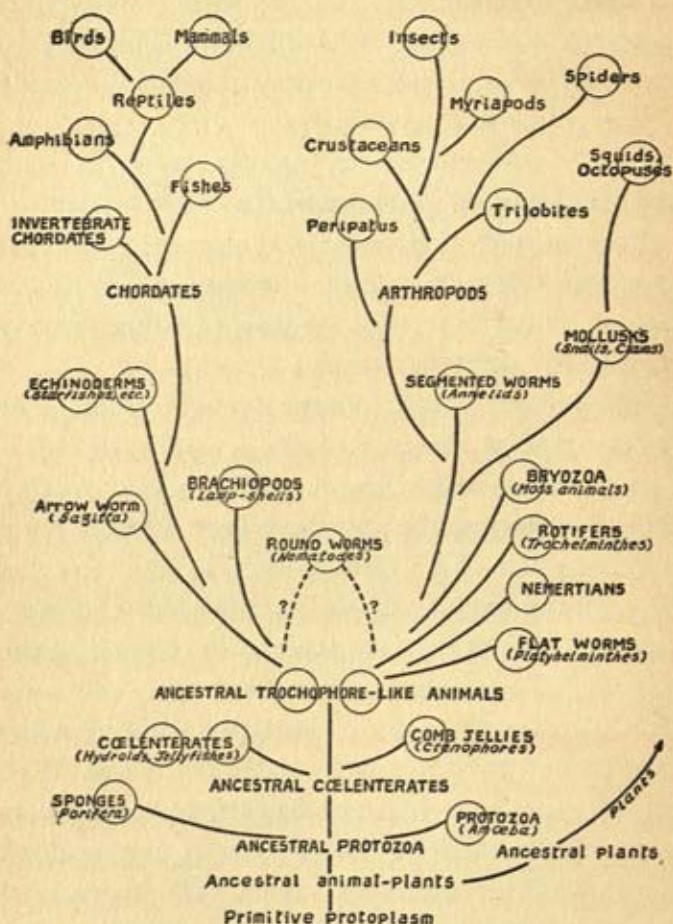 Birds
Mammals
Insects
Spiders
Reptiles
Myriapods
Amphibians
Crustaceans
Squids,
Octopuses
Fishes
Peripatus
Trilobites
INVERTEBRATE
CHORDATES
CHORDATES
ARTHROPODS
MOLLUSKS
(Snails, Clams)
ECHINODERMS
(Starfishes, etc.)
SEGMENTED WORMS
(Annelids)
BRACHIOPODS
(Lamp-shells)
BRYOZOA
(Moss animals)
Arrow Worm
(Sagitta)
ROUND WORMS
(Nematodes)
ROTIFERS
(Trochelminthes)
NEMERTIANS
?
?
FLAT WORMS
(Platyhelminthes)
ANCESTRAL TROCHOPHORE-LIKE ANIMALS
CŒLENTERATES
(Hydroids, Jellyfishes)
COMB JELLIES
(Ctenophores)
ANCESTRAL CŒLENTERATES
Plants
SPONGES
(Porifera)
PROTOZOA
(Amœba)
ANCESTRAL PROTOZOA
Ancestral plants
Ancestral animal-plants
Primitive protoplasm